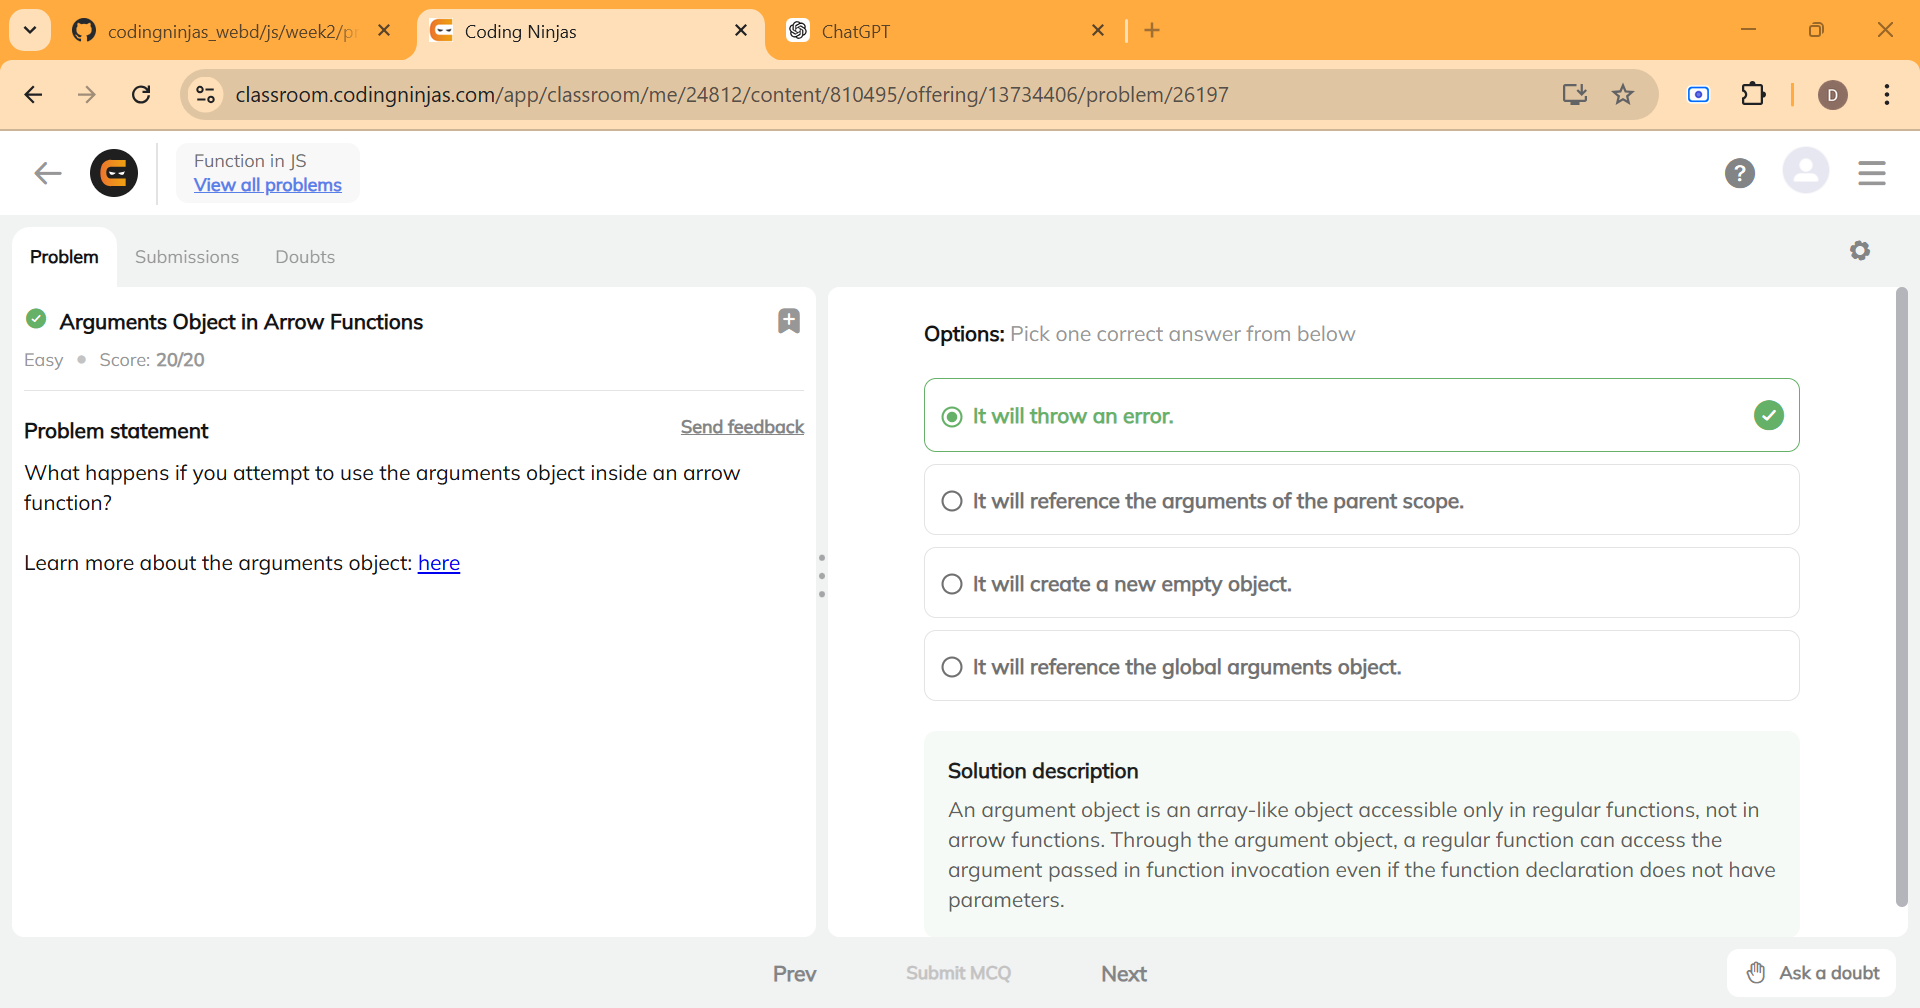 codingninjas_webd/js/week2/pr
Coding Ninjas
ChatGPT
classroom.codingninjas.com/app/classroom/me/24812/content/810495/offering/13734406/problem/26197
D
Function in JS
View all problems
?
Problem
Submissions
Doubts
Arguments Object in Arrow Functions
Easy
Score: 20/20
Problem statement
Send feedback
What happens if you attempt to use the arguments object inside an arrow
function?
Learn more about the arguments object: here
Options: Pick one correct answer from below
It will throw an error.
It will reference the arguments of the parent scope.
It will create a new empty object.
It will reference the global arguments object.
Solution description
An argument object is an array-like object accessible only in regular functions, not in
arrow functions. Through the argument object, a regular function can access the
argument passed in function invocation even if the function declaration does not have
parameters.
Prev
Submit MCQ
Next
Ask a doubt